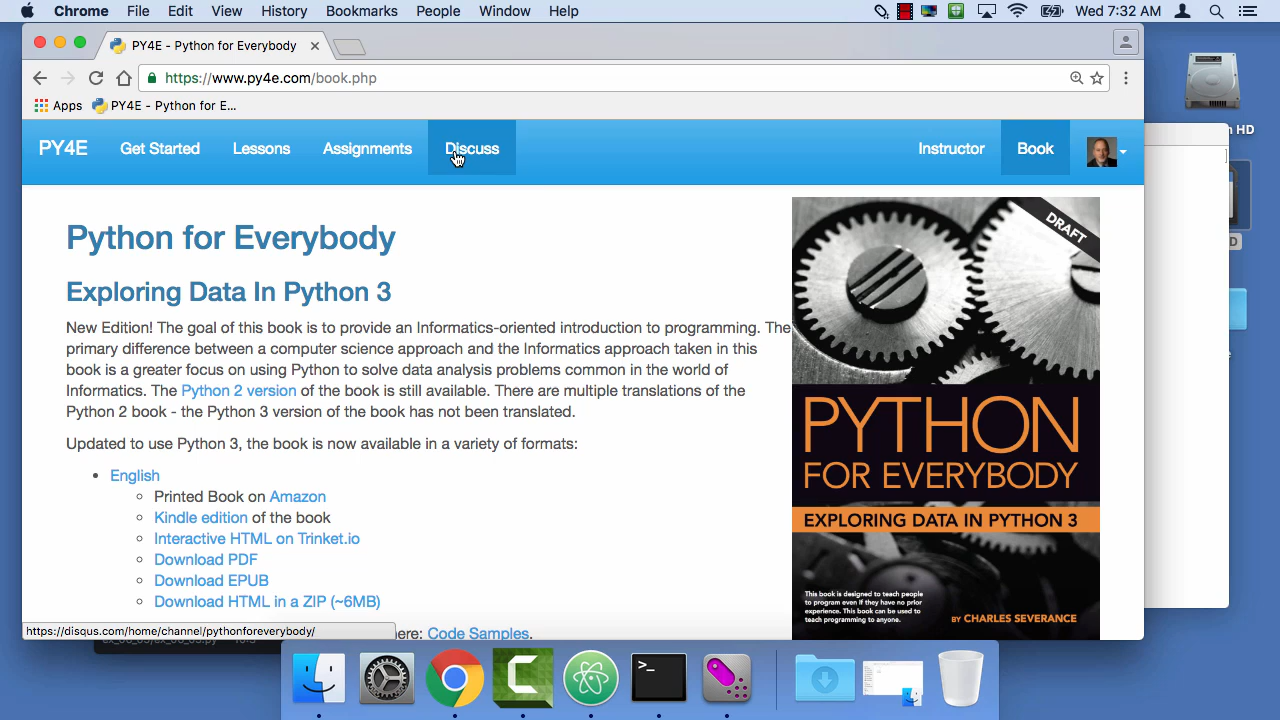 Chrome File Edit View History Bookmarks People Window Help Wed 7:32 AM
PY4E - Python for Everybody
https://www.py4e.com/book.php
Apps PY4E - Python for E...
PY4E Get Started Lessons Assignments Discuss Instructor Book
HD
D
Python for Everybody
Exploring Data In Python 3
New Edition! The goal of this book is to provide an Informatics-oriented introduction to programming. The
primary difference between a computer science approach and the Informatics approach taken in this
book is a greater focus on using Python to solve data analysis problems common in the world of
Informatics. The Python 2 version of the book is still available. There are multiple translations of the
Python 2 book - the Python 3 version of the book has not been translated.
Updated to use Python 3, the book is now available in a variety of formats:
English
Printed Book on Amazon
Kindle edition of the book
Interactive HTML on Trinket.io
Download PDF
Download EPUB
Download HTML in a ZIP (~6MB)
here: Code Samples.
DRAFT
PYTHON
FOR EVERYBODY
EXPLORING DATA IN PYTHON 3
This book is designed to teach people
to program even if they have no prior
experience. This book can be used to
teach programming to anyone.
BY CHARLES SEVERANCE
https://disqus.com/home/channel/pythonforeverybody/
>_